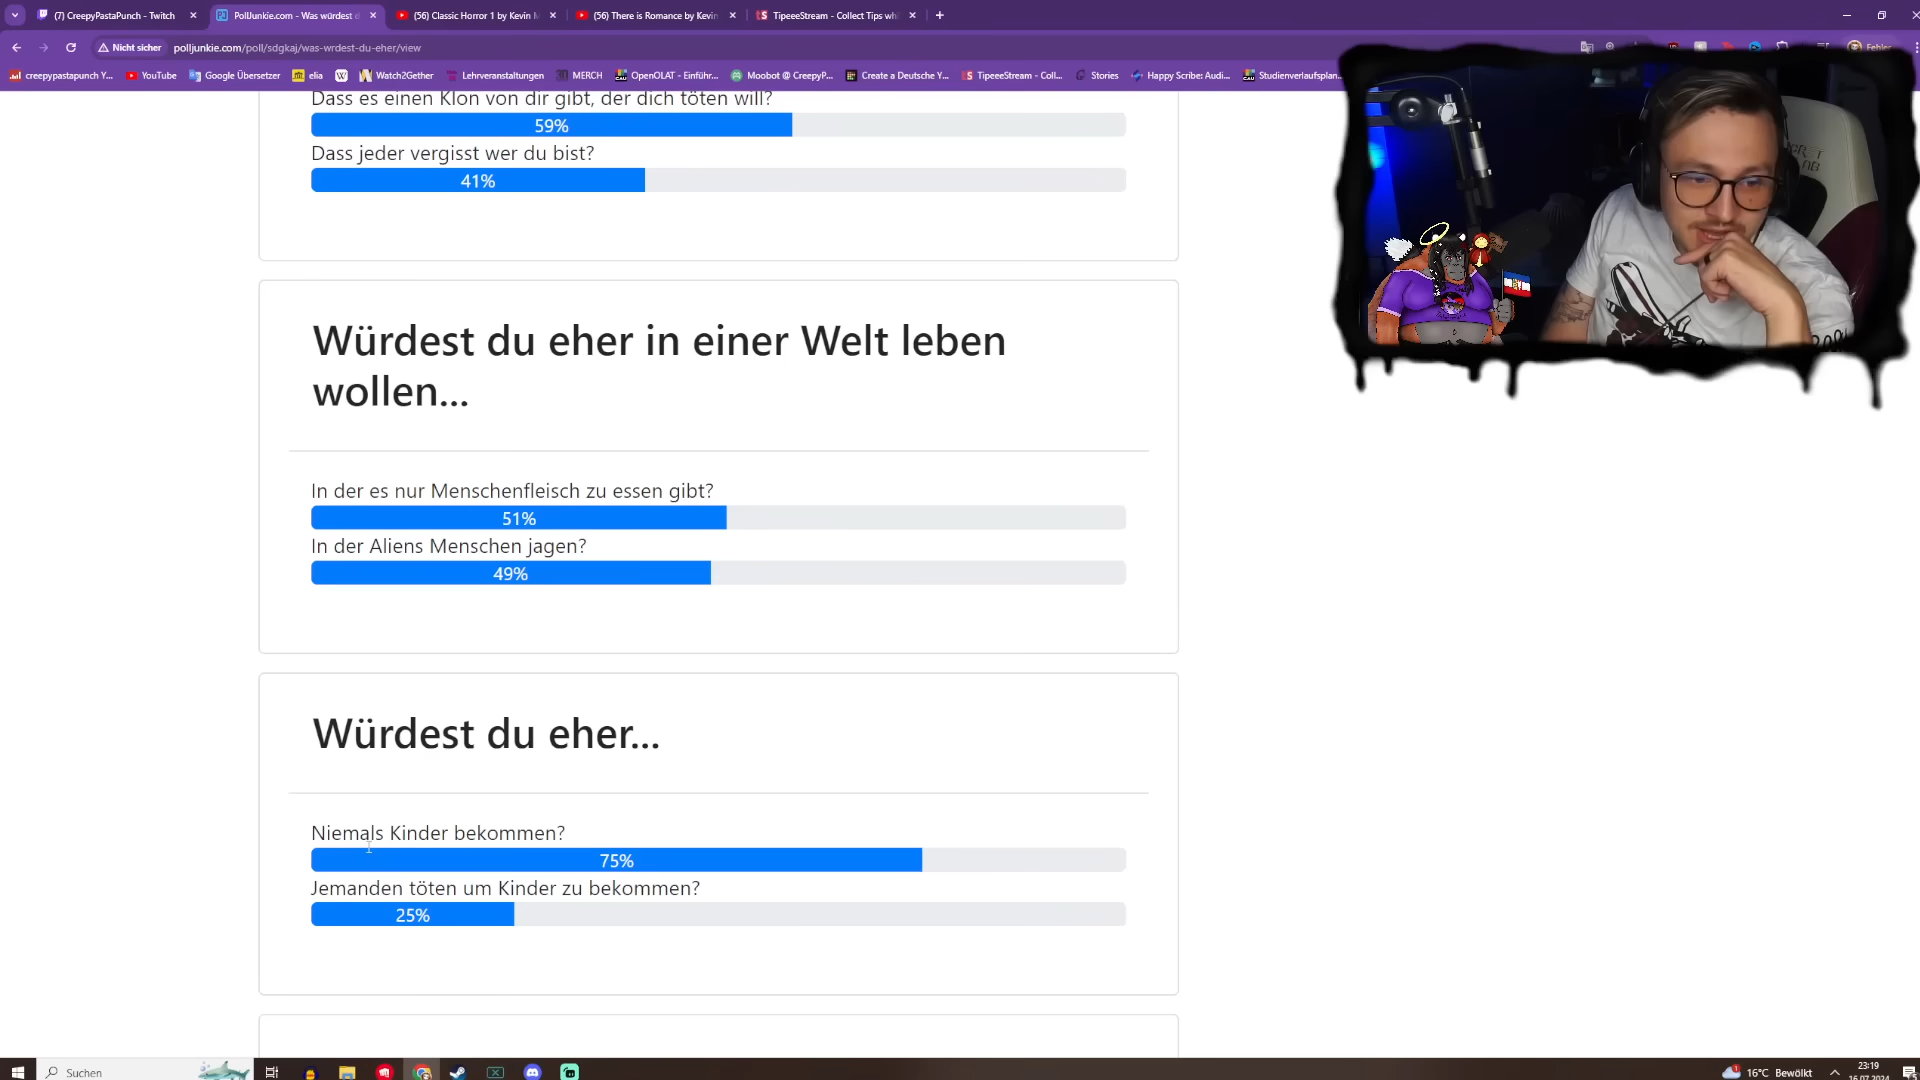 (7) CreepyPastaPunch - Twitch
PollJunkie.com - Was würdest d
(56) Classic Horror 1 by Kevin M
(56) There is Romance by Kevin
TipeeeStream - Collect Tips whi
Nicht sicher
polljunkie.com/poll/sdgkaj/was-wrdest-du-eher/view
Fehler
creepypastapunch Y...
YouTube
Google Übersetzer
elia
Watch2Gether
Lehrveranstaltungen
MERCH
OpenOLAT - Einführ...
Moobot @ CreepyP...
Create a Deutsche Y...
TipeeeStream - Coll...
Stories
Happy Scribe: Audi...
Studienverlaufsplan...
Dass es einen Klon von dir gibt, der dich töten will?
59%
Dass jeder vergisst wer du bist?
41%
Würdest du eher in einer Welt leben
wollen...
In der es nur Menschenfleisch zu essen gibt?
51%
In der Aliens Menschen jagen?
49%
Würdest du eher...
Niemals Kinder bekommen?
75%
Jemanden töten um Kinder zu bekommen?
25%
Suchen
16°C Bewölkt
23:19
16.07.2024